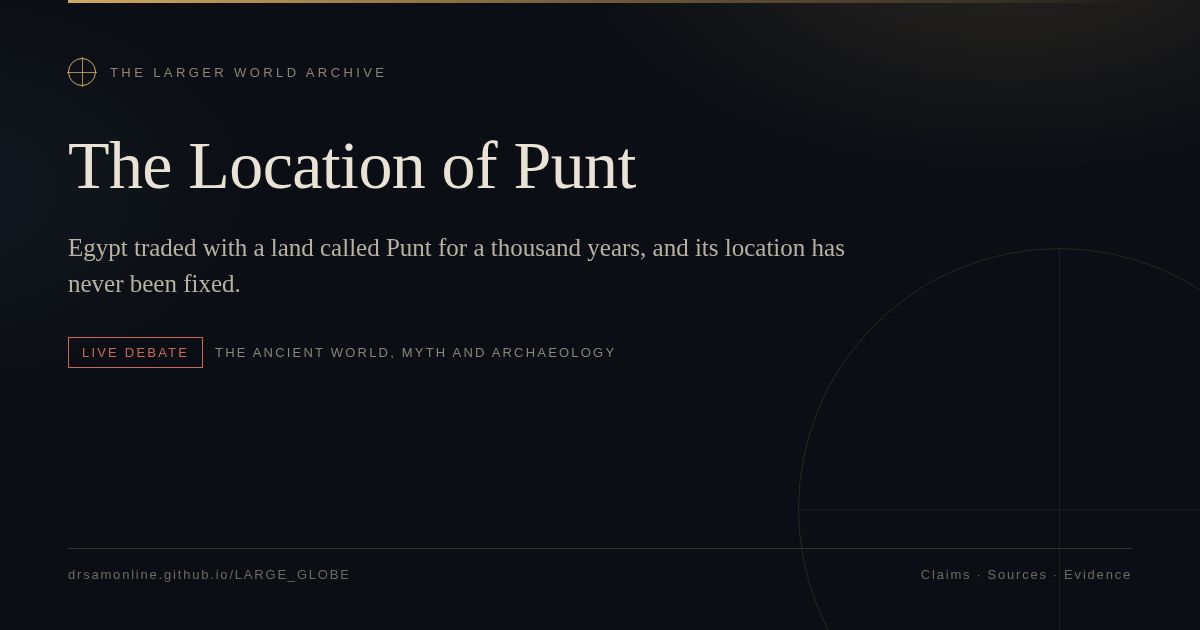 THE LARGER WORLD ARCHIVE
The Location of Punt
Egypt traded with a land called Punt for a thousand years, and its location has
never been fixed.
LIVE DEBATE THE ANCIENT WORLD, MYTH AND ARCHAEOLOGY
drsamonline.github.io/LARGE_GLOBE Claims · Sources · Evidence